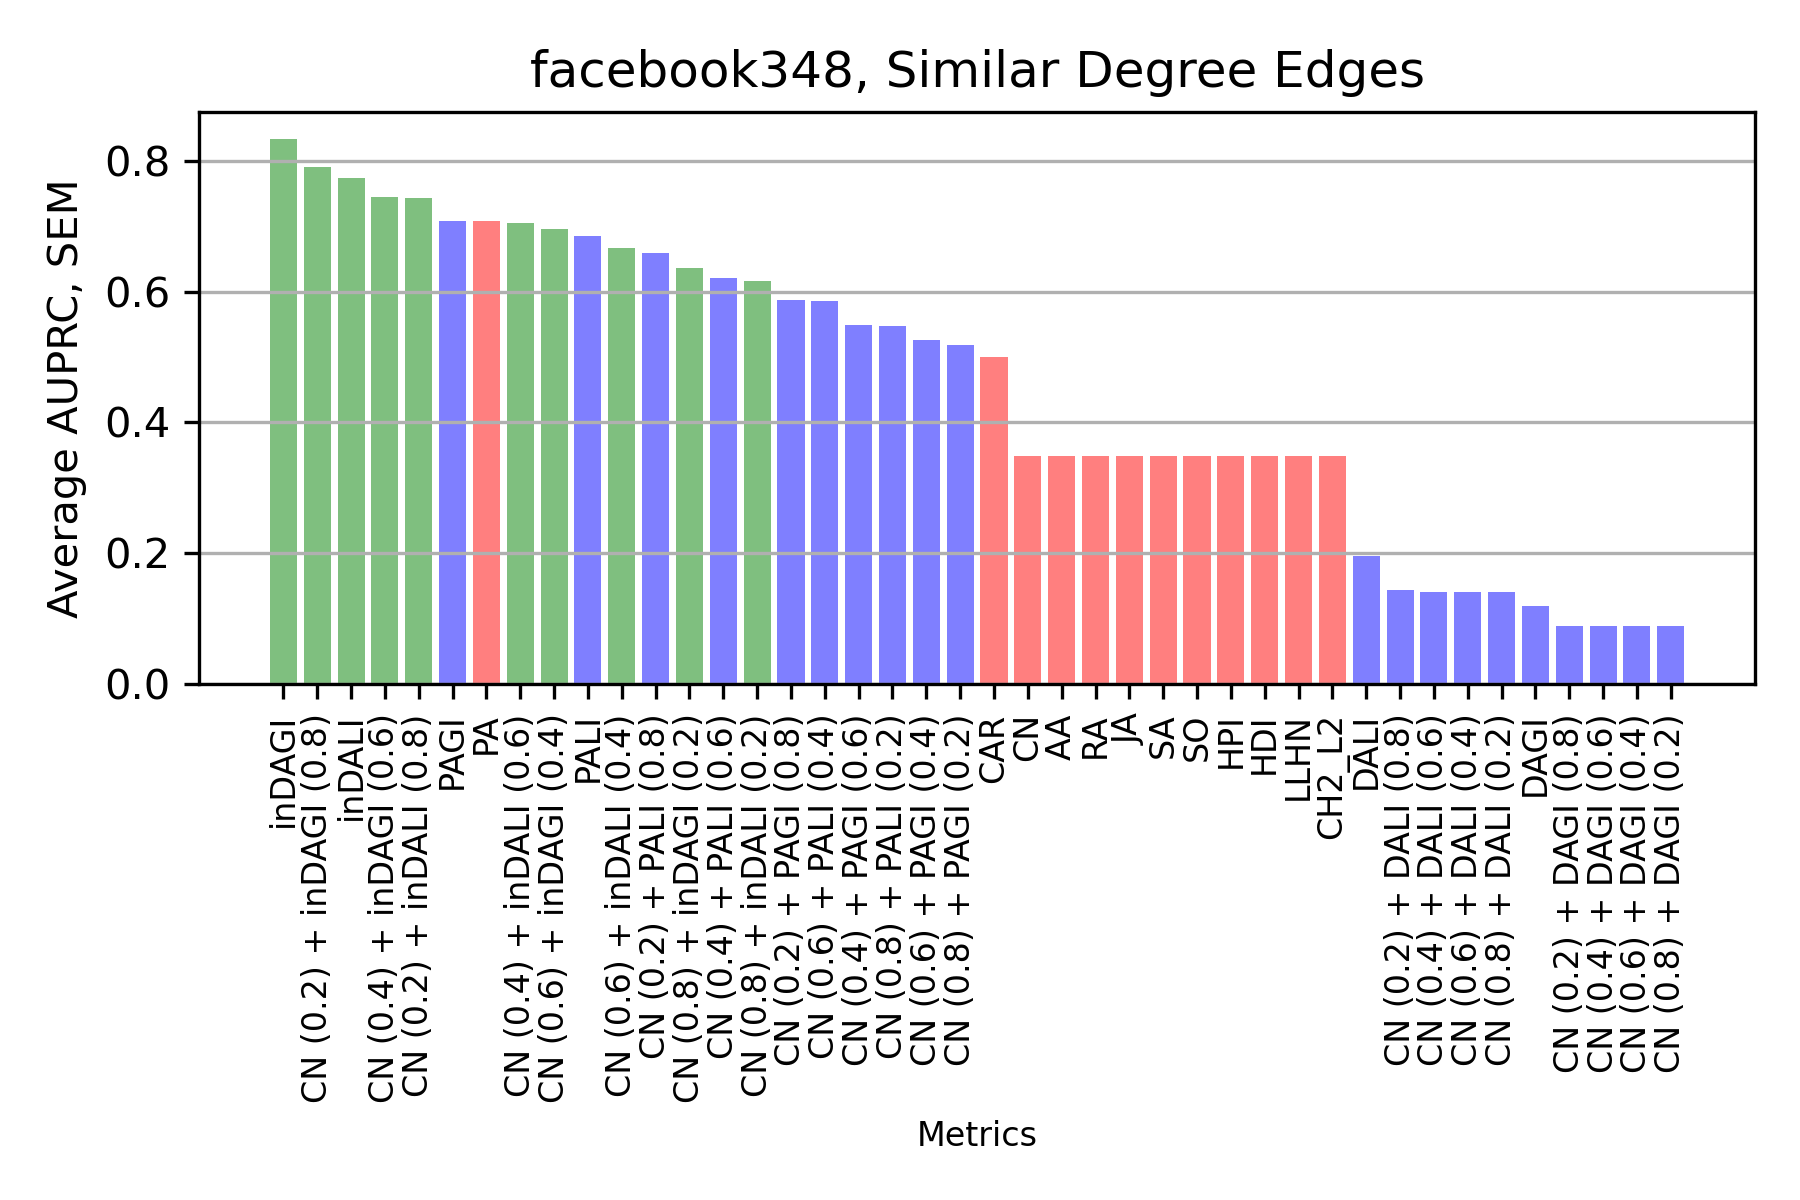 facebook348, Similar Degree Edges
Average AUPRC, SEM
0.8
0.6
0.4
0.2
0.0
inDAGI
CN (0.2) + inDAGI (0.8)
inDALI
CN (0.4) + inDAGI (0.6)
CN (0.2) + inDALI (0.8)
PAGI
PA
CN (0.4) + inDALI (0.6)
CN (0.6) + inDAGI (0.4)
PALI
CN (0.6) + inDALI (0.4)
CN (0.2) + PALI (0.8)
CN (0.8) + inDAGI (0.2)
CN (0.4) + PALI (0.6)
CN (0.8) + inDALI (0.2)
CN (0.2) + PAGI (0.8)
CN (0.6) + PALI (0.4)
CN (0.4) + PAGI (0.6)
CN (0.8) + PALI (0.2)
CN (0.6) + PAGI (0.4)
CN (0.8) + PAGI (0.2)
CAR
CN
AA
RA
JA
SA
SO
HPI
HDI
LLHN
CH2_L2
DALI
CN (0.2) + DALI (0.8)
CN (0.4) + DALI (0.6)
CN (0.6) + DALI (0.4)
CN (0.8) + DALI (0.2)
DAGI
CN (0.2) + DAGI (0.8)
CN (0.4) + DAGI (0.6)
CN (0.6) + DAGI (0.4)
CN (0.8) + DAGI (0.2)
Metrics